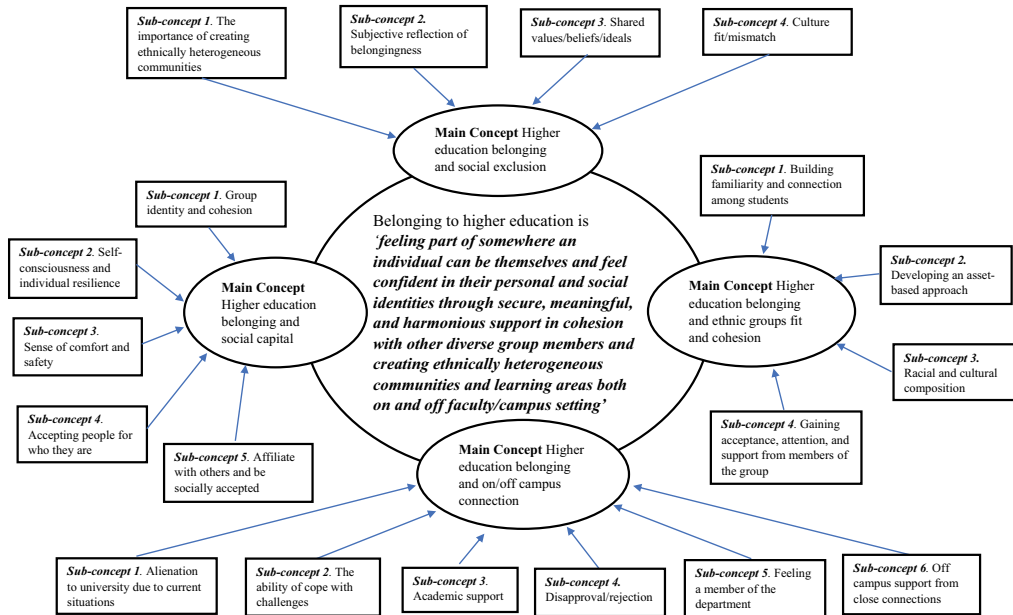 Sub-concept 1. The
importance of creating
ethnically heterogeneous
communities
Sub-concept 2.
Subjective reflection of
belongingness
Sub-concept 3. Shared
values/beliefs/ideals
Sub-concept 4. Culture
fit/mismatch
Main Concept Higher
education belonging
and social exclusion
Sub-concept 1. Group
identity and cohesion
Sub-concept 2. Self-
consciousness and
individual resilience
Sub-concept 3.
Sense of comfort and
safety
Sub-concept 4.
Accepting people for
who they are
Sub-concept 5. Affiliate
with others and be
socially accepted
Main Concept
Higher education
belonging and
social capital
Belonging to higher education is
‘feeling part of somewhere an
individual can be themselves and feel
confident in their personal and social
identities through secure, meaningful,
and harmonious support in cohesion
with other diverse group members and
creating ethnically heterogeneous
communities and learning areas both
on and off faculty/campus setting’
Sub-concept 1. Building
familiarity and connection
among students
Sub-concept 2.
Developing an asset-
based approach
Main Concept Higher
education belonging
and ethnic groups fit
and cohesion
Sub-concept 3.
Racial and cultural
composition
Sub-concept 4. Gaining
acceptance, attention, and
support from members of
the group
Main Concept Higher
education belonging
and on/off campus
connection
Sub-concept 1. Alienation
to university due to current
situations
Sub-concept 2. The
ability of cope with
challenges
Sub-concept 3.
Academic support
Sub-concept 4.
Disapproval/rejection
Sub-concept 5. Feeling
a member of the
department
Sub-concept 6. Off
campus support from
close connections